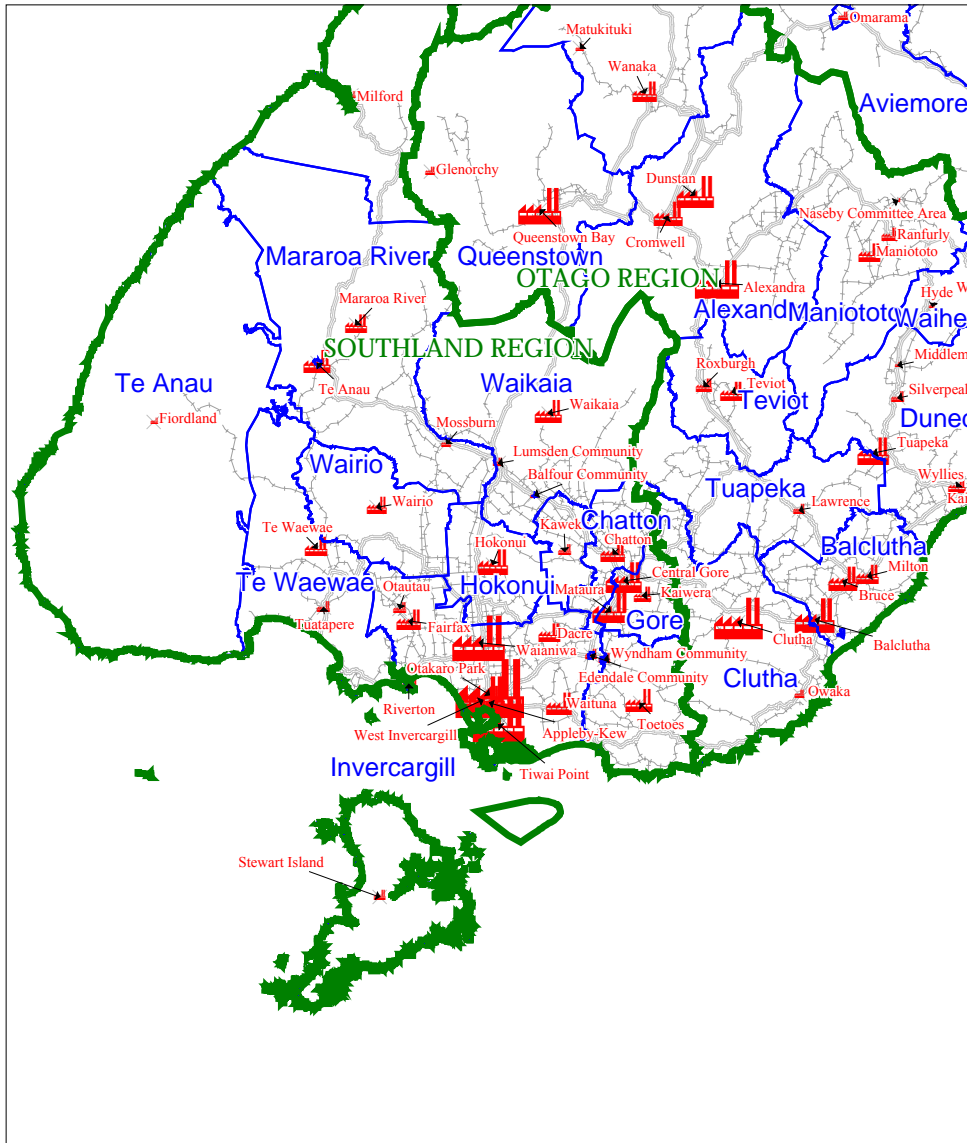 Omarama
Matukituki
Wanaka
Milford
Aviemore
Glenorchy
Dunstan
Naseby Committee Area
Queenstown Bay
Cromwell
Ranfurly
Maniototo
Mararoa River
Queenstown
OTAGO REGION
Alexandra
Hyde W
Alexand
Maniototo
Waihe
Mararoa River
SOUTHLAND REGION
Middlem
Te Anau
Te Anau
Waikaia
Roxburgh
Teviot
Teviot
Silverpeak
Fiordland
Waikaia
Duned
Mossburn
Tuapeka
Lumsden Community
Wairio
Balfour Community
Tuapeka
Wyllies
Kar
Wairio
Lawrence
Te Waewae
Kawek
Chatton
Chatton
Balclutha
Hokonui
Central Gore
Milton
Te Waewae
Otautau
Hokonui
Mataura
Kaiwera
Bruce
Tuatapere
Fairfax
Dacre
Gore
Clutha
Balclutha
Waianiwa
Wyndham Community
Otakaro Park
Edendale Community
Clutha
Riverton
Waituna
Owaka
West Invercargill
Appleby-Kew
Toetoes
Invercargill
Tiwai Point
Stewart Island